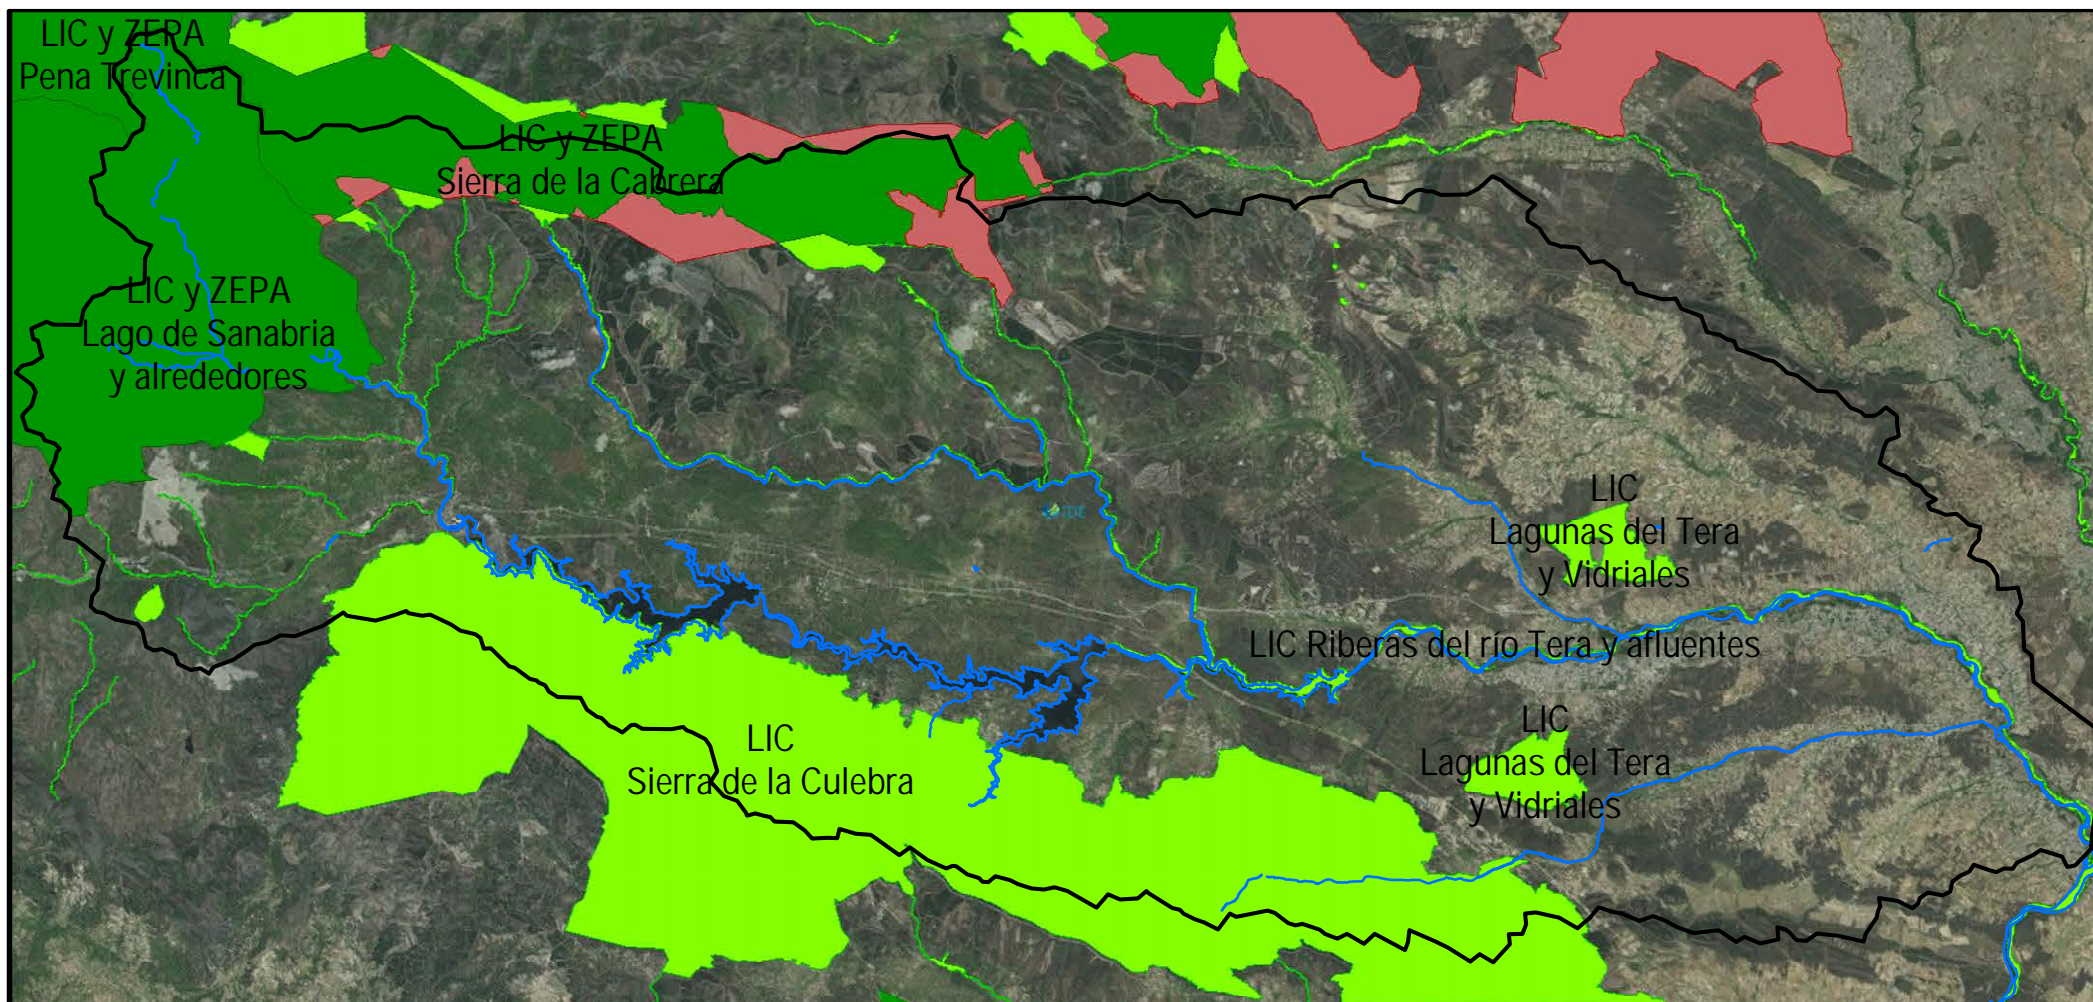 LIC y ZEPA
Pena Trevinca
LIC y ZEPA
Sierra de la Cabrera
LIC y ZEPA
Lago de Sanabria
y alrededores
LIC
Lagunas del Tera
y Vidriales
LIC Riberas del río Tera y afluentes
LIC
Lagunas del Tera
y Vidriales
LIC
Sierra de la Culebra